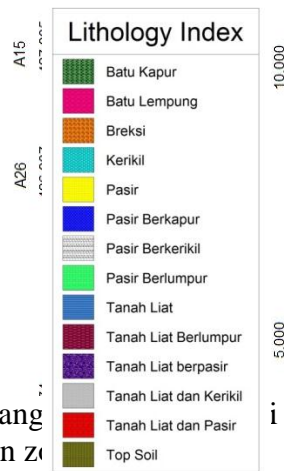 Lithology Index
Batu Kapur
Batu Lempung
Breksi
Kerikil
Pasir
Pasir Berkapur
Pasir Berkerikil
Pasir Berlumpur
Tanah Liat
Tanah Liat Berlumpur
Tanah Liat berpasir
Tanah Liat dan Kerikil
Tanah Liat dan Pasir
Top Soil
A15
A26
10.000
5.000
ang
i